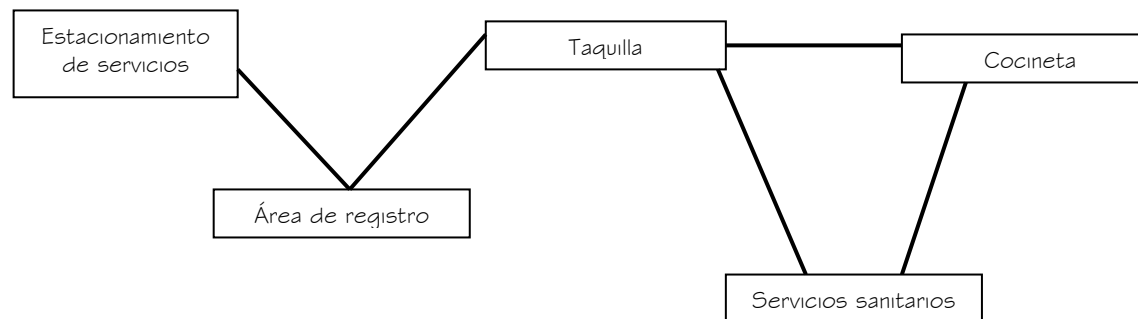 Estacionamiento
de servicios
Taquilla
Cocineta
Área de registro
Servicios sanitarios